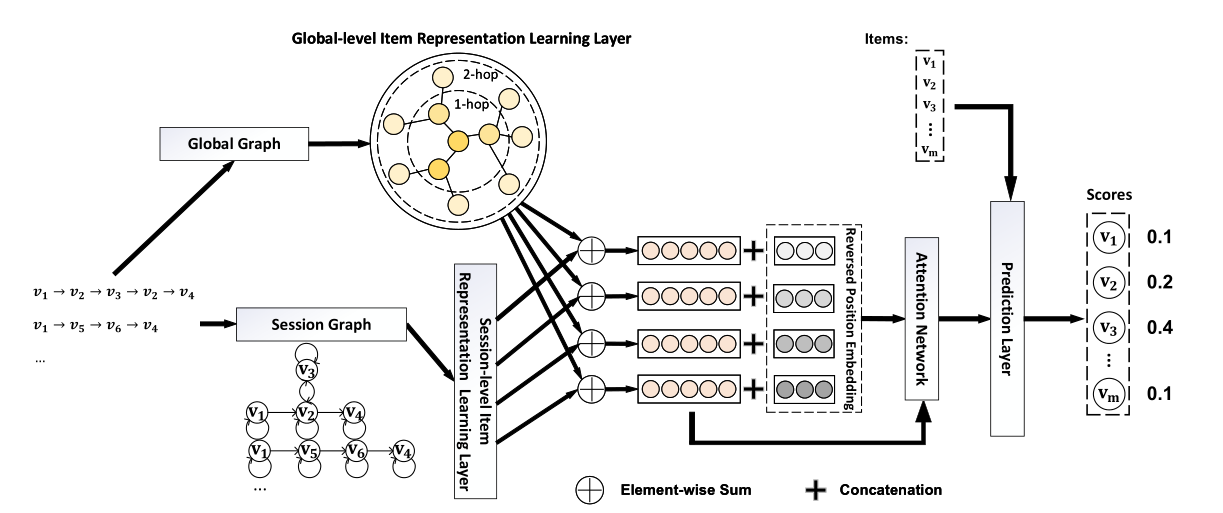 Global-level Item Representation Learning Layer
Items:
2-hop
1-hop
v₁
v₂
v₃
...
vₘ
Global Graph
Scores
v₁ 0.1
v₂ 0.2
v₃ 0.4
...
vₘ 0.1
v₁ → v₂ → v₃ → v₂ → v₄
v₁ → v₅ → v₆ → v₄
...
Session Graph
v₃
v₁ v₂ v₄
v₁ v₅ v₆ v₄
...
Session-level Item
Representation Learning Layer
Reversed Position Embedding
Attention Network
Prediction Layer
Element-wise Sum
Concatenation